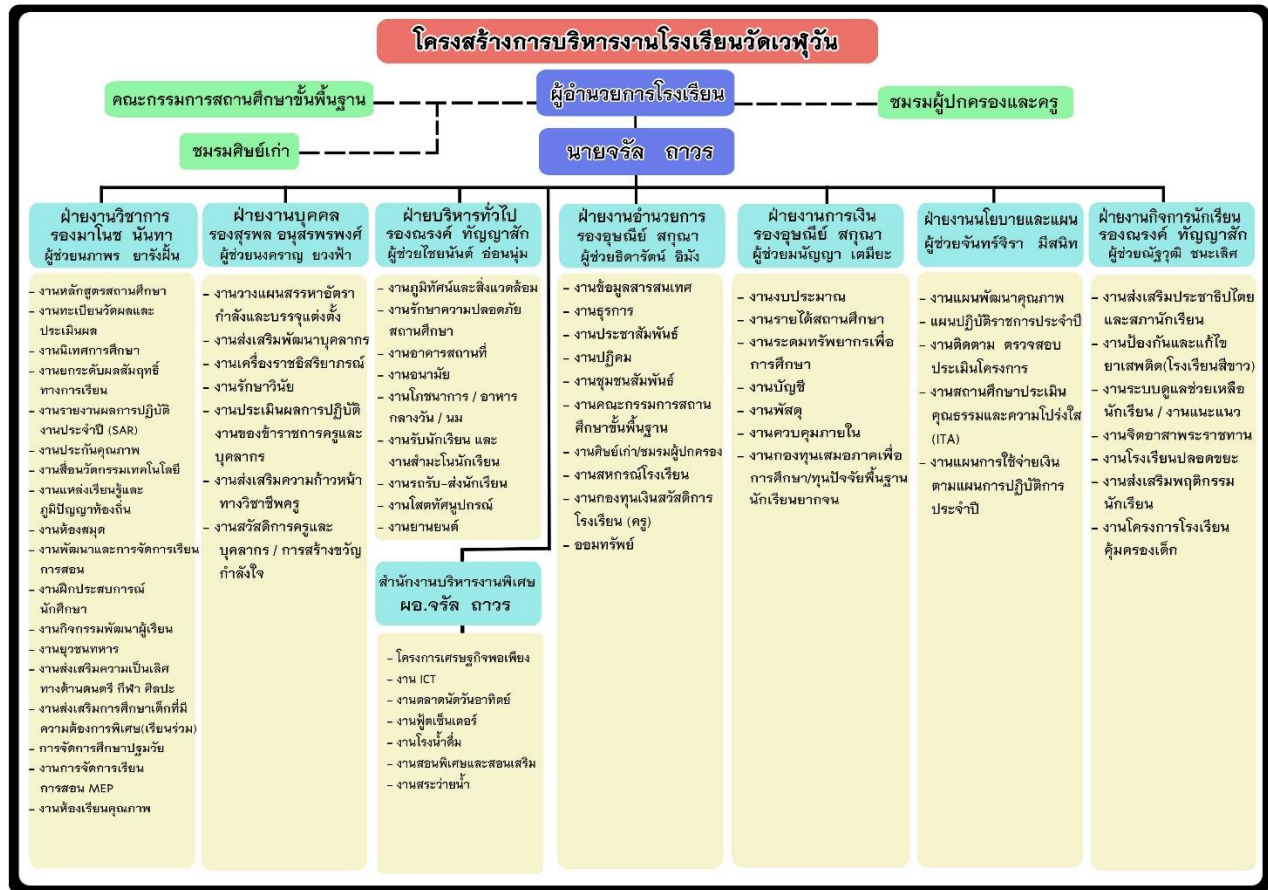 โครงสร้างการบริหารงานโรงเรียนวัดเวฬุวัน
คณะกรรมการสถานศึกษาขั้นพื้นฐาน
ผู้อำนวยการโรงเรียน
ชมรมผู้ปกครองและครู
ชมรมศิษย์เก่า
นายจรัล ถาวร
ฝ่ายงานวิชาการ
รองมาโนช นันทา
ผู้ช่วยนภาพร ยารังฝั้น
- งานหลักสูตรสถานศึกษา
- งานทะเบียนวัดผลและ
ประเมินผล
- งานนิเทศการศึกษา
- งานยกระดับผลสัมฤทธิ์
ทางการเรียน
- งานรายงานผลการปฏิบัติ
งานประจำปี (SAR)
- งานประกันคุณภาพ
- งานสื่อนวัตกรรมเทคโนโลยี
- งานแหล่งเรียนรู้และ
ภูมิปัญญาท้องถิ่น
- งานห้องสมุด
- งานพัฒนาและการจัดการเรียน
การสอน
- งานฝึกประสบการณ์
นักศึกษา
- งานกิจกรรมพัฒนาผู้เรียน
- งานยุวชนทหาร
- งานส่งเสริมความเป็นเลิศ
ทางด้านดนตรี กีฬา ศิลปะ
- งานส่งเสริมการศึกษาเด็กที่มี
ความต้องการพิเศษ(เรียนร่วม)
- การจัดการศึกษาปฐมวัย
- งานการจัดการเรียน
การสอน MEP
- งานห้องเรียนคุณภาพ
ฝ่ายงานบุคคล
รองสุรพล อนุสรพรพงศ์
ผู้ช่วยนงคราญ ยวงฟ้า
- งานวางแผนสรรหาอัตรา
กำลังและบรรจุแต่งตั้ง
- งานส่งเสริมพัฒนาบุคลากร
- งานเครื่องราชอิสริยาภรณ์
- งานรักษาวินัย
- งานประเมินผลการปฏิบัติ
งานของข้าราชการครูและ
บุคลากร
- งานส่งเสริมความก้าวหน้า
ทางวิชาชีพครู
- งานสวัสดิการครูและ
บุคลากร / การสร้างขวัญ
กำลังใจ
ฝ่ายบริหารทั่วไป
รองณรงค์ ทัญญาสัก
ผู้ช่วยไชยนันต์ อ่อนนุ่ม
- งานภูมิทัศน์และสิ่งแวดล้อม
- งานรักษาความปลอดภัย
สถานศึกษา
- งานอาคารสถานที่
- งานอนามัย
- งานโภชนาการ / อาหาร
กลางวัน / นม
- งานรับนักเรียน และ
งานสำมะโนนักเรียน
- งานรถรับ-ส่งนักเรียน
- งานโสตทัศนูปกรณ์
- งานยานยนต์
สำนักงานบริหารงานพิเศษ
ผอ.จรัล ถาวร
- โครงการเศรษฐกิจพอเพียง
- งาน ICT
- งานตลาดนัดวันอาทิตย์
- งานฟู้ดเซ็นเตอร์
- งานโรงน้ำดื่ม
- งานสอนพิเศษและสอนเสริม
- งานสระว่ายน้ำ
ฝ่ายงานอำนวยการ
รองอุษณีย์ สกุณา
ผู้ช่วยธิดารัตน์ อิมัง
- งานข้อมูลสารสนเทศ
- งานธุรการ
- งานประชาสัมพันธ์
- งานปฏิคม
- งานชุมชนสัมพันธ์
- งานคณะกรรมการสถาน
ศึกษาขั้นพื้นฐาน
- งานศิษย์เก่า/ชมรมผู้ปกครอง
- งานสหกรณ์โรงเรียน
- งานกองทุนเงินสวัสดิการ
โรงเรียน (ครู)
- ออมทรัพย์
ฝ่ายงานการเงิน
รองอุษณีย์ สกุณา
ผู้ช่วยมนัญญา เตมียะ
- งานงบประมาณ
- งานรายได้สถานศึกษา
- งานระดมทรัพยากรเพื่อ
การศึกษา
- งานบัญชี
- งานพัสดุ
- งานควบคุมภายใน
- งานกองทุนเสมอภาคเพื่อ
การศึกษา/ทุนปัจจัยพื้นฐาน
นักเรียนยากจน
ฝ่ายงานนโยบายและแผน
ผู้ช่วยจันทร์จิรา มีสนิท
- งานแผนพัฒนาคุณภาพ
- แผนปฏิบัติราชการประจำปี
- งานติดตาม ตรวจสอบ
ประเมินโครงการ
- งานสถานศึกษาประเมิน
คุณธรรมและความโปร่งใส
(ITA)
- งานแผนการใช้จ่ายเงิน
ตามแผนการปฏิบัติการ
ประจำปี
ฝ่ายงานกิจการนักเรียน
รองณรงค์ ทัญญาสัก
ผู้ช่วยณัฐวุฒิ ชนะเลิศ
- งานส่งเสริมประชาธิปไตย
และสภานักเรียน
- งานป้องกันและแก้ไข
ยาเสพติด(โรงเรียนสีขาว)
- งานระบบดูแลช่วยเหลือ
นักเรียน / งานแนะแนว
- งานจิตอาสาพระราชทาน
- งานโรงเรียนปลอดขยะ
- งานส่งเสริมพฤติกรรม
นักเรียน
- งานโครงการโรงเรียน
คุ้มครองเด็ก